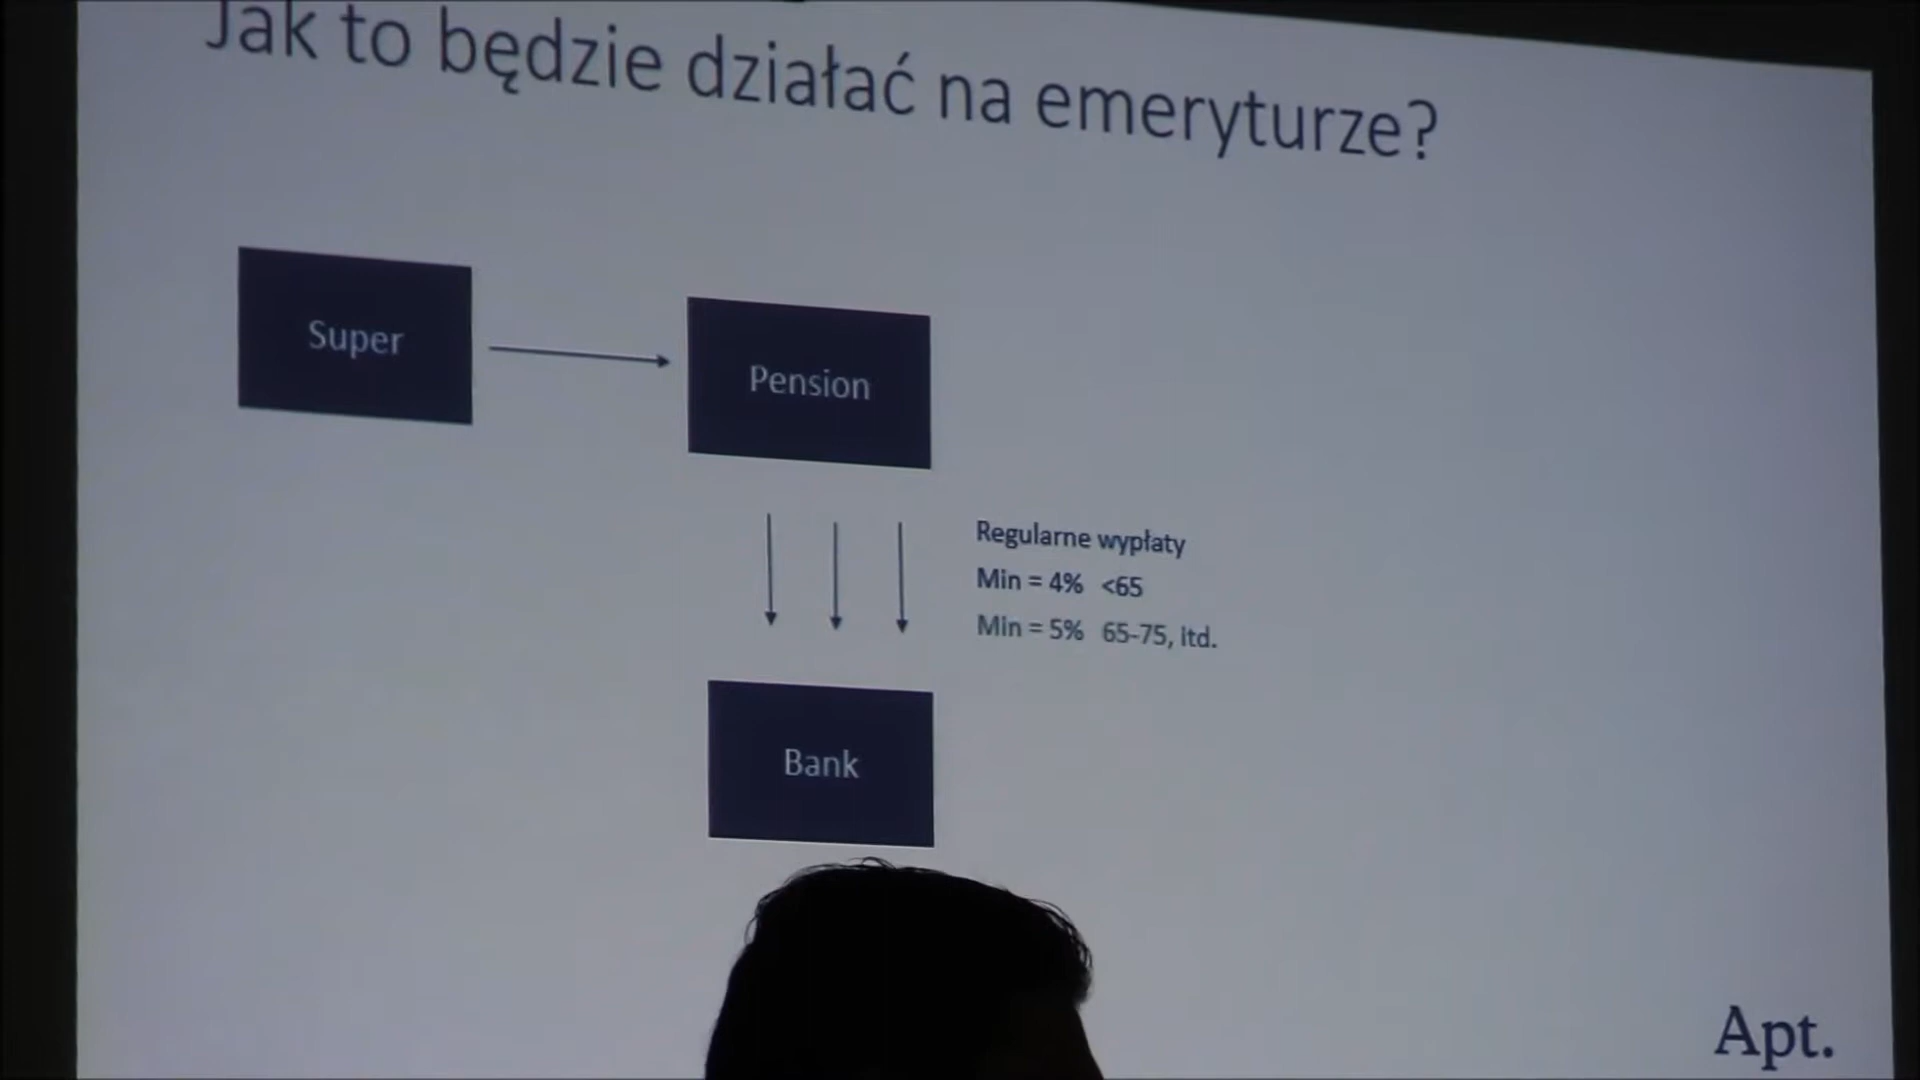 Jak to będzie działać na emeryturze?
Super
Pension
Regularne wypłaty
Min = 4% <65
Min = 5% 65-75, itd.
Bank
Apt.